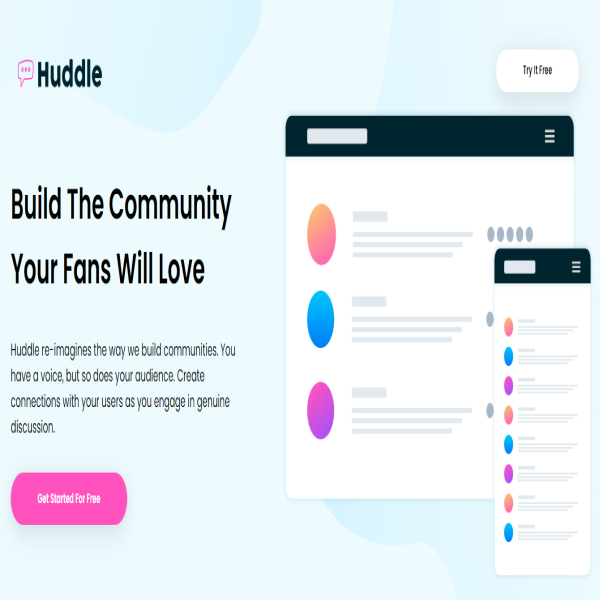 Huddle
Try It Free
Build The Community
Your Fans Will Love
Huddle re-imagines the way we build communities. You
have a voice, but so does your audience. Create
connections with your users as you engage in genuine
discussion.
Get Started For Free